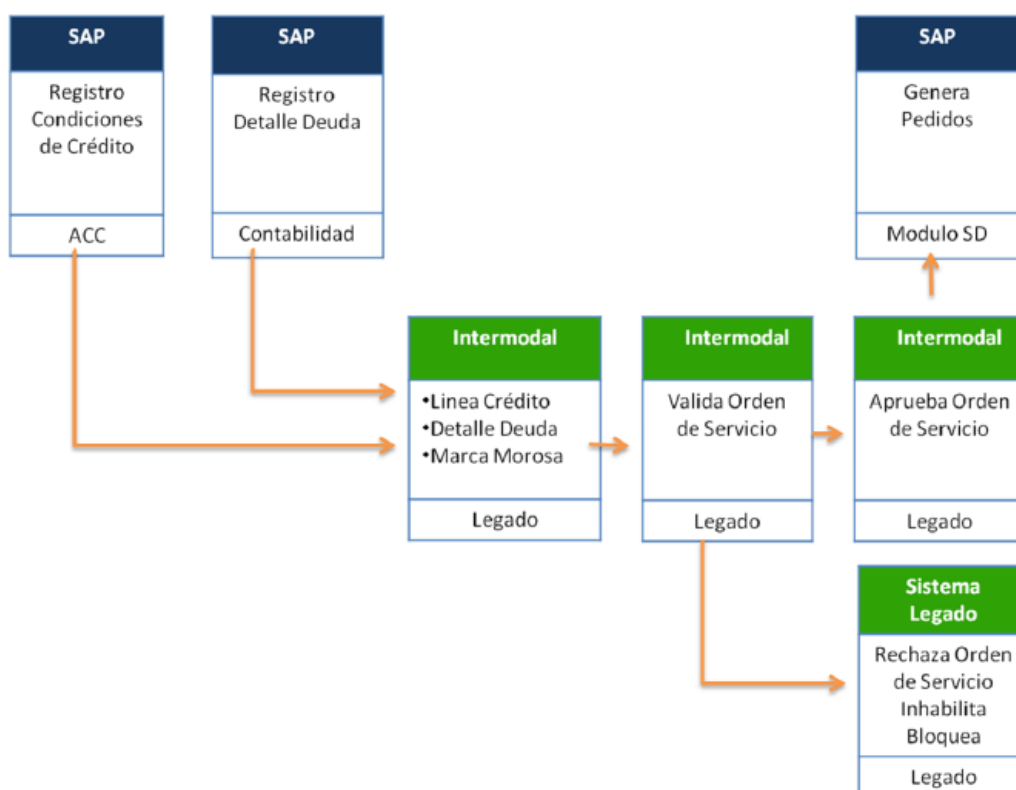 SAP
Registro
Condiciones
de Crédito
ACC
SAP
Registro
Detalle Deuda
Contabilidad
SAP
Genera
Pedidos
Modulo SD
Intermodal
•Linea Crédito
•Detalle Deuda
•Marca Morosa
Legado
Intermodal
Valida Orden
de Servicio
Legado
Intermodal
Aprueba Orden
de Servicio
Legado
Sistema
Legado
Rechaza Orden
de Servicio
Inhabilita
Bloquea
Legado